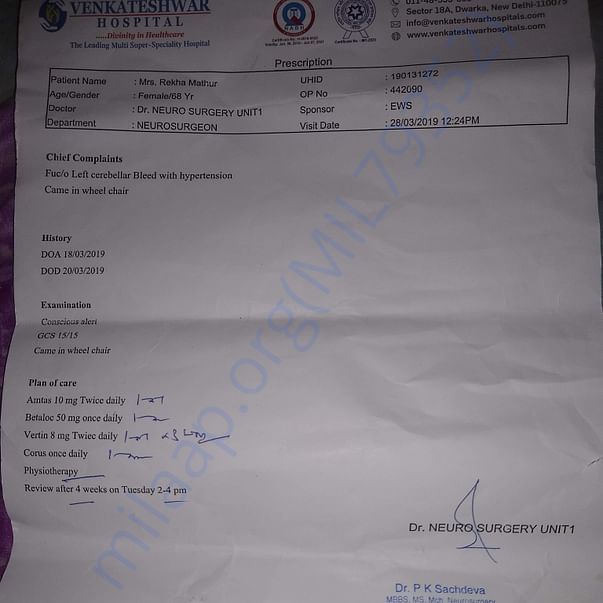 VENKATESHWAR
HOSPITAL
.....Divinity in Healthcare
The Leading Multi Super-Speciality Hospital
Sector 18A, Dwarka, New Delhi-110075
info@venkateshwarhospitals.com
www.venkateshwarhospitals.com
Prescription
Patient Name : Mrs. Rekha Mathur UHID : 190131272
Age/Gender : Female/68 Yr OP No : 442090
Doctor : Dr. NEURO SURGERY UNIT1 Sponsor : EWS
Department : NEUROSURGEON Visit Date : 28/03/2019 12:24PM
Chief Complaints
Fuc/o Left cerebellar Bleed with hypertension
Came in wheel chair
History
DOA 18/03/2019
DOD 20/03/2019
Examination
Conscious alert
GCS 15/15
Came in wheel chair
Plan of care
Amtas 10 mg Twice daily
Betaloc 50 mg once daily
Vertin 8 mg Twiec daily
Corus once daily
Physiotherapy
Review after 4 weeks on Tuesday 2-4 pm
Dr. NEURO SURGERY UNIT1
Dr. P K Sachdeva
MBBS, MS, Mch, Neurosurgery